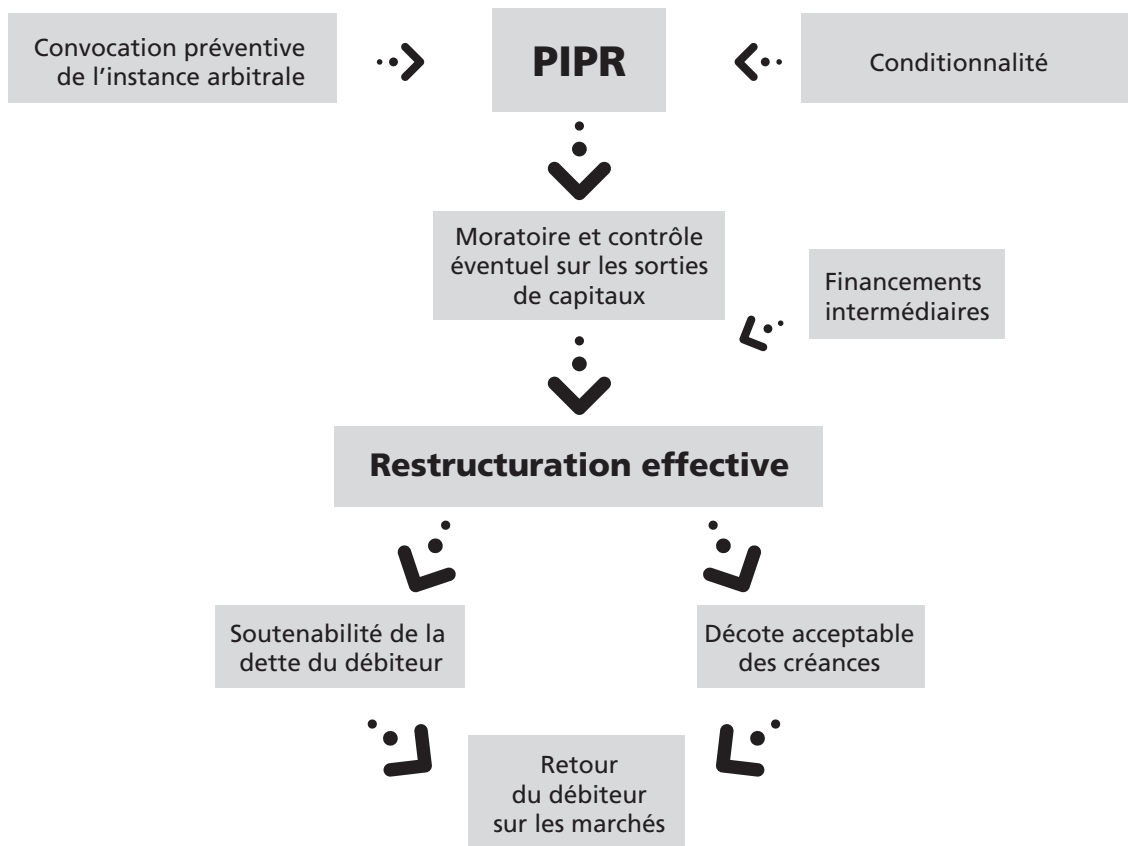 Convocation préventive
de l'instance arbitrale
PIPR
Conditionnalité
Moratoire et contrôle
éventuel sur les sorties
de capitaux
Financements
intermédiaires
Restructuration effective
Soutenabilité de la
dette du débiteur
Décote acceptable
des créances
Retour
du débiteur
sur les marchés